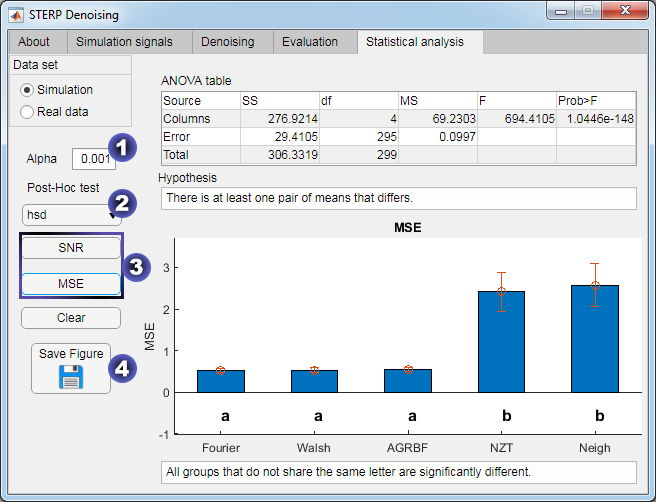 STERP Denoising
About Simulation signals Denoising Evaluation Statistical analysis
Data set
Simulation
Real data
1
Alpha 0.001
Post-Hoc test
2
hsd
SNR
3
MSE
Clear
Save Figure
4
ANOVA table
Source SS df MS F Prob>F
Columns 276.9214 4 69.2303 694.4105 1.0446e-148
Error 29.4105 295 0.0997
Total 306.3319 299
Hypothesis
There is at least one pair of means that differs.
MSE
MSE
3
2
1
0
-1
a a a b b
Fourier Walsh AGRBF NZT Neigh
All groups that do not share the same letter are significantly different.